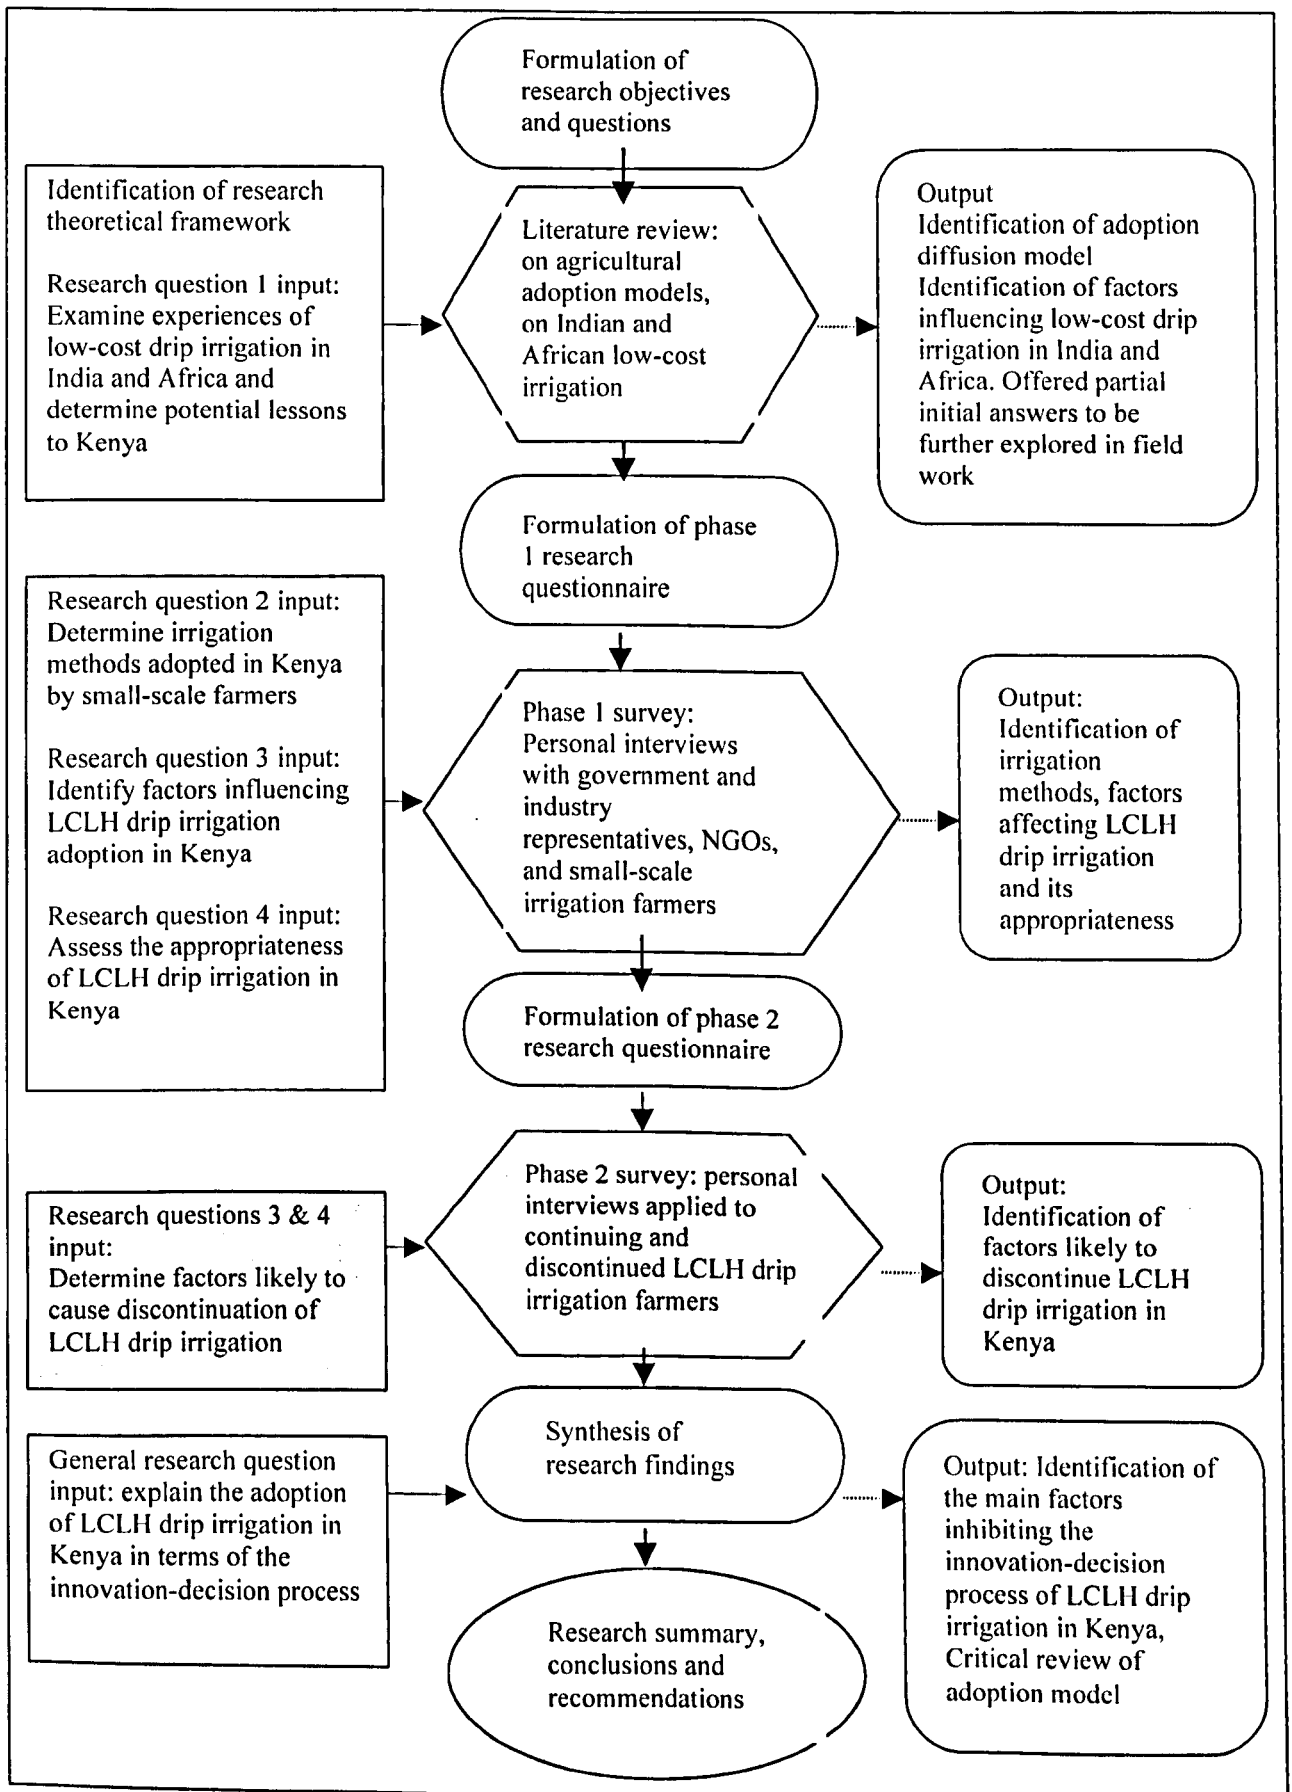 Formulation of
research objectives
and questions
Identification of research
theoretical framework
Research question 1 input:
Examine experiences of
low-cost drip irrigation in
India and Africa and
determine potential lessons
to Kenya
Literature review:
on agricultural
adoption models,
on Indian and
African low-cost
irrigation
Output
Identification of adoption
diffusion model
Identification of factors
influencing low-cost drip
irrigation in India and
Africa. Offered partial
initial answers to be
further explored in field
work
Formulation of phase
1 research
questionnaire
Research question 2 input:
Determine irrigation
methods adopted in Kenya
by small-scale farmers
Research question 3 input:
Identify factors influencing
LCLH drip irrigation
adoption in Kenya
Research question 4 input:
Assess the appropriateness
of LCLH drip irrigation in
Kenya
Phase 1 survey:
Personal interviews
with government and
industry
representatives, NGOs,
and small-scale
irrigation farmers
Output:
Identification of
irrigation
methods, factors
affecting LCLH
drip irrigation
and its
appropriateness
Formulation of phase 2
research questionnaire
Research questions 3 & 4
input:
Determine factors likely to
cause discontinuation of
LCLH drip irrigation
Phase 2 survey: personal
interviews applied to
continuing and
discontinued LCLH drip
irrigation farmers
Output:
Identification of
factors likely to
discontinue LCLH
drip irrigation in
Kenya
General research question
input: explain the adoption
of LCLH drip irrigation in
Kenya in terms of the
innovation-decision process
Synthesis of
research findings
Output: Identification of
the main factors
inhibiting the
innovation-decision
process of LCLH drip
irrigation in Kenya,
Critical review of
adoption model
Research summary,
conclusions and
recommendations